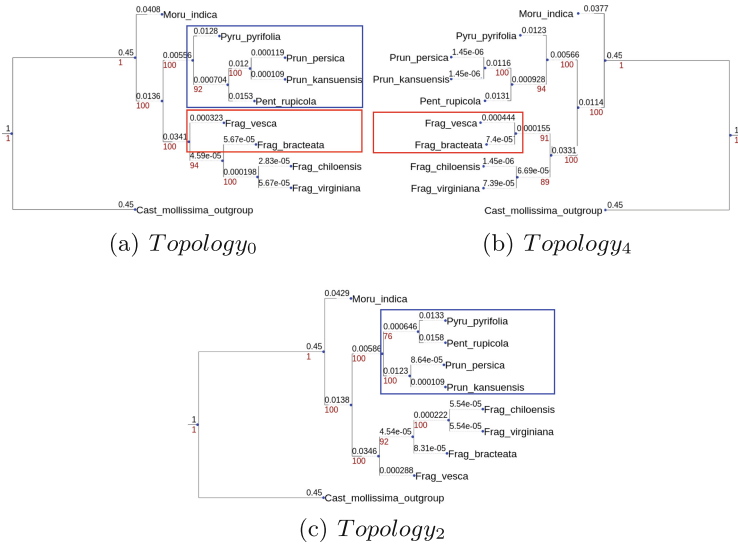 0.0408 Moru_indica
0.0128 Pyru_pyrifolia
0.45
1
0.00556
100
0.000119 Prun_persica
0.012
100
0.000109 Prun_kansuensis
0.000704
92
0.0153 Pent_rupicola
0.0136
100
0.000323 Frag_vesca
0.0341
100
5.67e-05 Frag_bracteata
4.59e-05
94
2.83e-05 Frag_chiloensis
0.000198
100
5.67e-05 Frag_virginiana
1
1
0.45 Cast_mollissima_outgroup
(a) Topology0
Moru_indica 0.0377
Pyru_pyrifolia 0.0123
Prun_persica 1.45e-06
0.00566
100
0.45
1
0.0116
100
Prun_kansuensis 1.45e-06
0.000928
94
Pent_rupicola 0.0131
0.0114
100
Frag_vesca 0.000444
0.000155
91
1
1
Frag_bracteata 7.4e-05
0.0331
100
Frag_chiloensis 1.45e-06
6.69e-05
89
Frag_virginiana 7.39e-05
Cast_mollissima_outgroup 0.45
(b) Topology4
0.0429 Moru_indica
0.0133 Pyru_pyrifolia
0.000646
76
0.0158 Pent_rupicola
0.45
1
0.00586
100
8.64e-05 Prun_persica
0.0123
100
0.000109 Prun_kansuensis
0.0138
100
5.54e-05 Frag_chiloensis
0.000222
100
5.54e-05 Frag_virginiana
1
1
4.54e-05
92
8.31e-05 Frag_bracteata
0.0346
100
0.000288 Frag_vesca
0.45 Cast_mollissima_outgroup
(c) Topology2